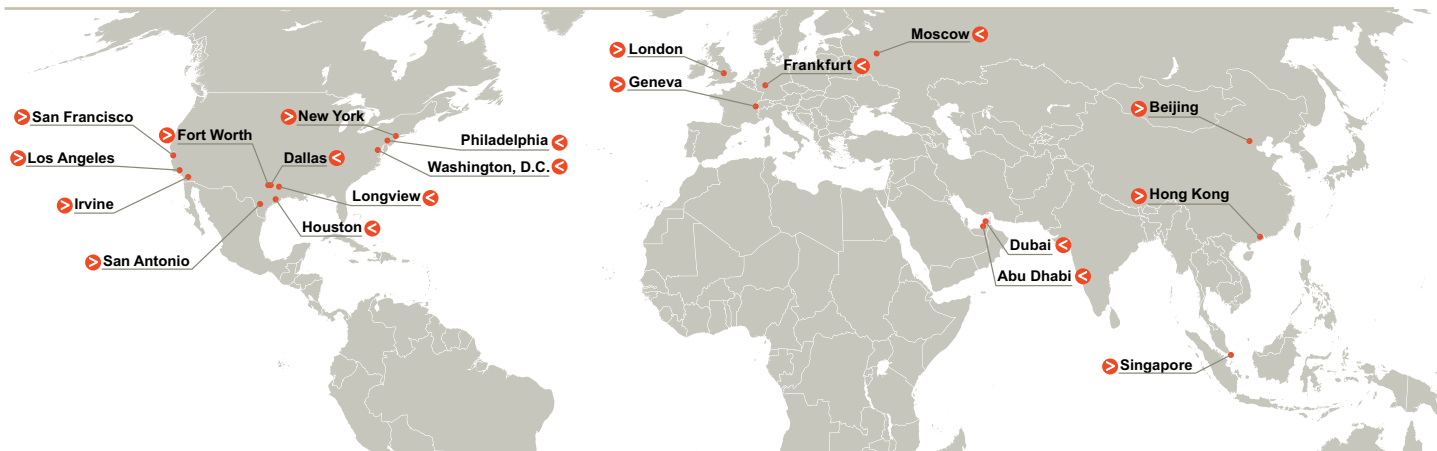 San Francisco
Los Angeles
Irvine
San Antonio
Fort Worth
New York
Dallas
Philadelphia
Washington, D.C.
Longview
Houston
London
Geneva
Moscow
Frankfurt
Dubai
Abu Dhabi
Beijing
Hong Kong
Singapore